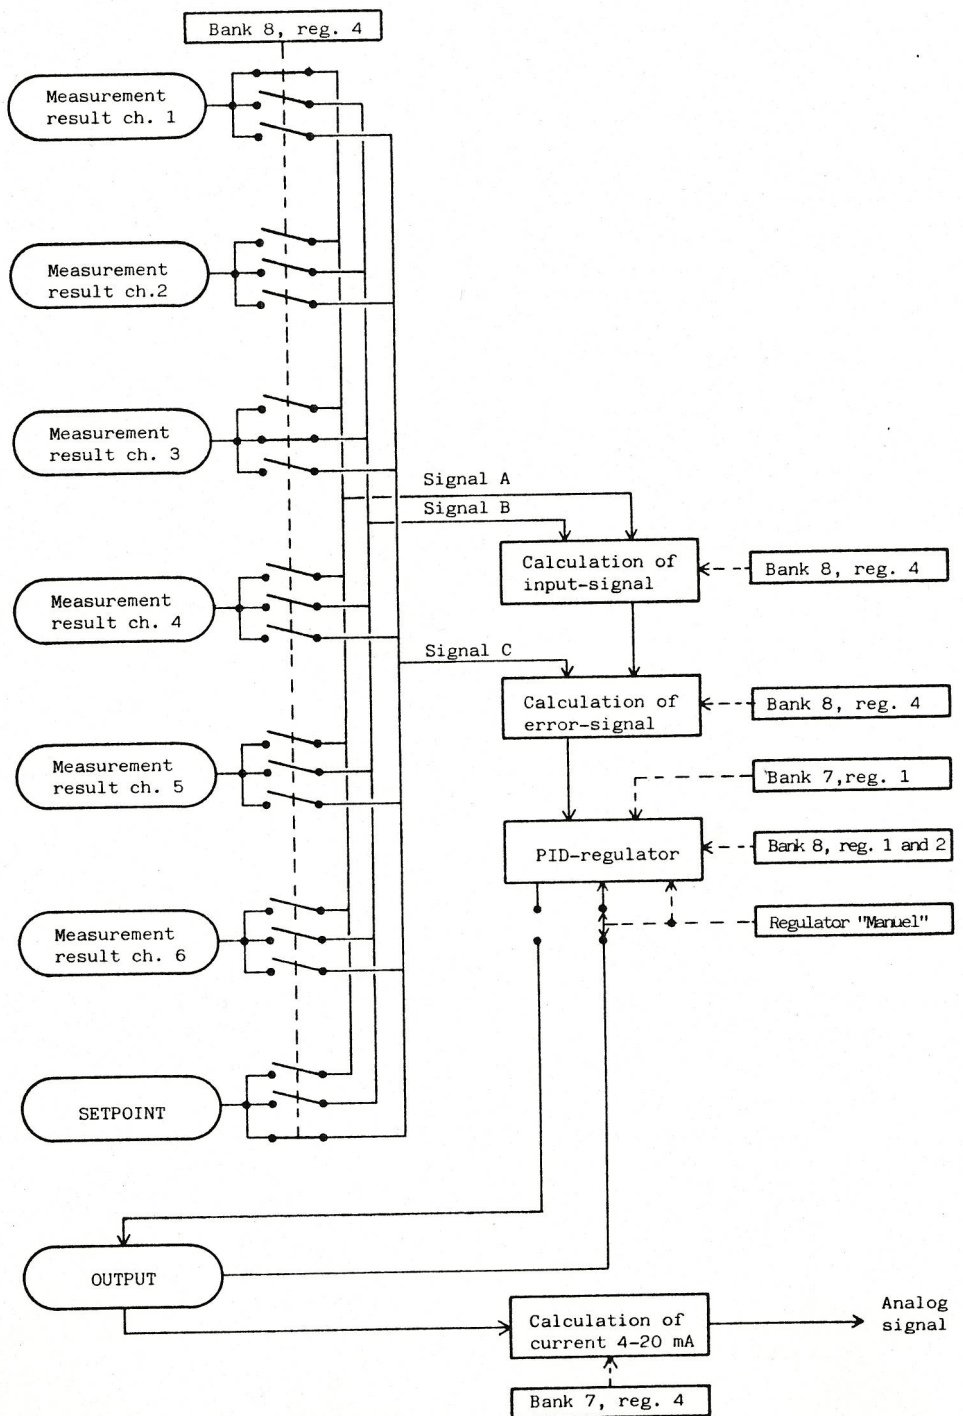 Bank 8, reg. 4
Measurement
result ch. 1
Measurement
result ch.2
Measurement
result ch. 3
Signal A
Signal B
Calculation of
input-signal
Bank 8, reg. 4
Measurement
result ch. 4
Signal C
Calculation of
error-signal
Bank 8, reg. 4
Measurement
result ch. 5
Bank 7,reg. 1
PID-regulator
Bank 8, reg. 1 and 2
Regulator "Manuel"
Measurement
result ch. 6
SETPOINT
OUTPUT
Calculation of
current 4-20 mA
Analog
signal
Bank 7, reg. 4